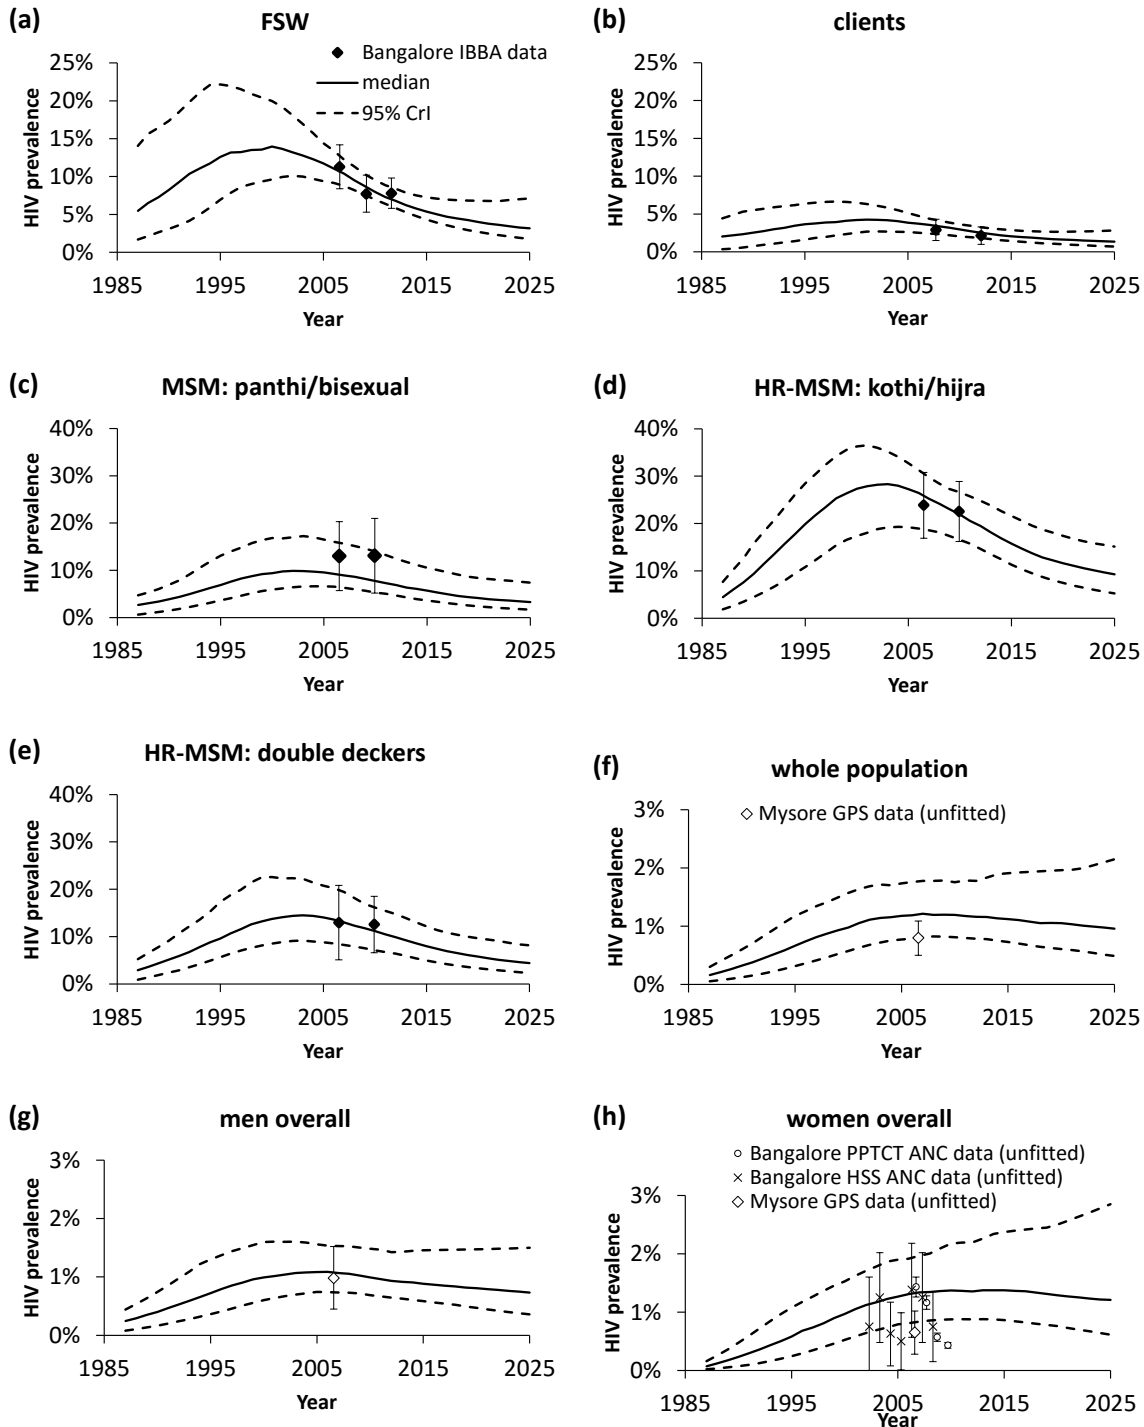 (a)
FSW
Bangalore IBBA data
median
95% CrI
25%
20%
15%
10%
5%
0%
HIV prevalence
1985
1995
2005
2015
2025
Year
(b)
clients
25%
20%
15%
10%
5%
0%
HIV prevalence
1985
1995
2005
2015
2025
Year
(c)
MSM: panthi/bisexual
40%
30%
20%
10%
0%
HIV prevalence
1985
1995
2005
2015
2025
Year
(d)
HR-MSM: kothi/hijra
40%
30%
20%
10%
0%
HIV prevalence
1985
1995
2005
2015
2025
Year
(e)
HR-MSM: double deckers
40%
30%
20%
10%
0%
HIV prevalence
1985
1995
2005
2015
2025
Year
(f)
whole population
Mysore GPS data (unfitted)
3%
2%
1%
0%
HIV prevalence
1985
1995
2005
2015
2025
Year
(g)
men overall
3%
2%
1%
0%
HIV prevalence
1985
1995
2005
2015
2025
Year
(h)
women overall
Bangalore PPTCT ANC data (unfitted)
Bangalore HSS ANC data (unfitted)
Mysore GPS data (unfitted)
3%
2%
1%
0%
HIV prevalence
1985
1995
2005
2015
2025
Year